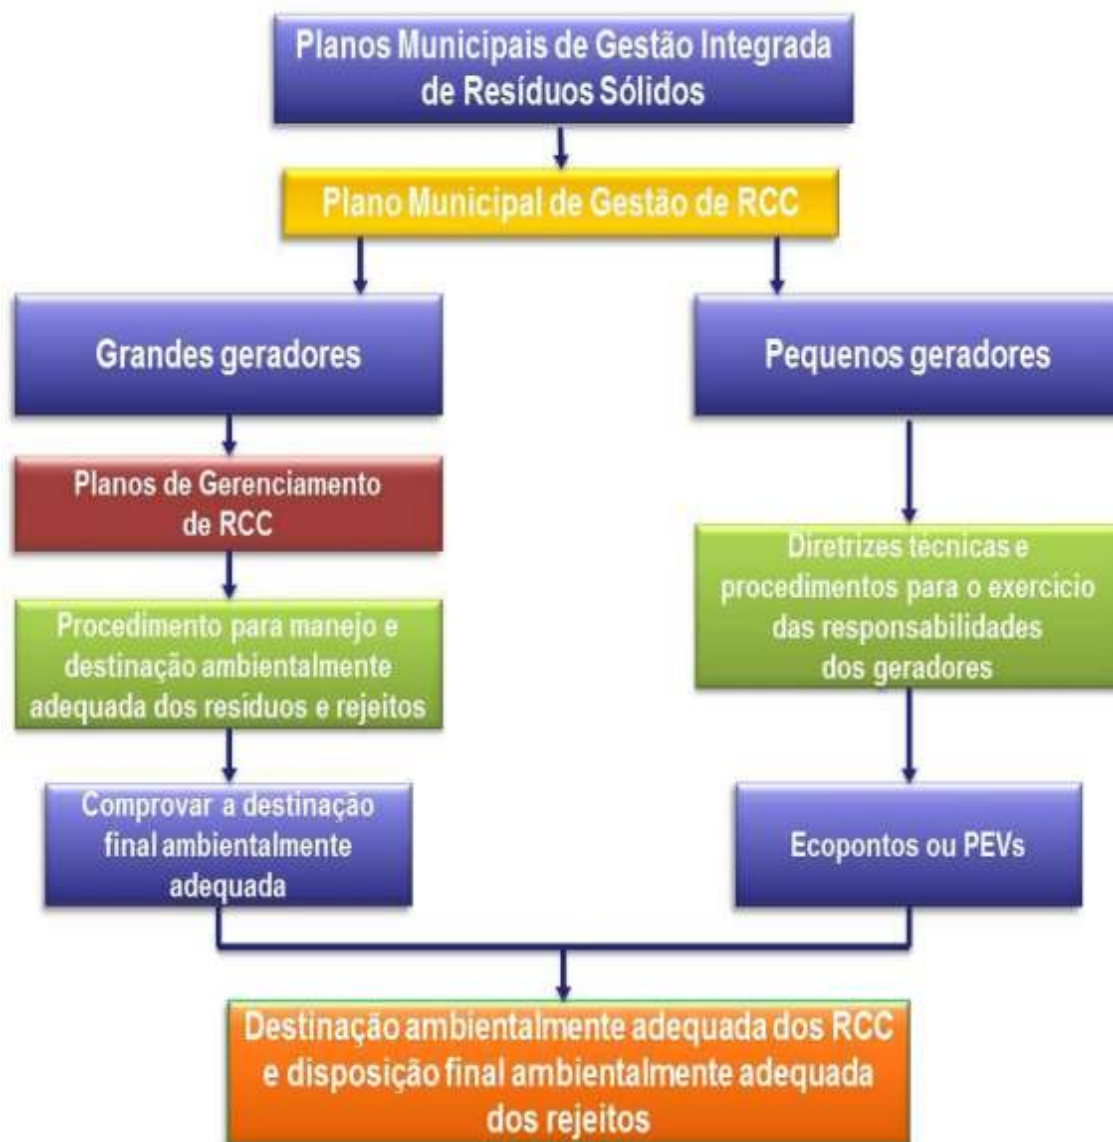 Planos Municipais de Gestão Integrada
de Resíduos Sólidos
Plano Municipal de Gestão de RCC
Grandes geradores
Pequenos geradores
Planos de Gerenciamento
de RCC
Diretrizes técnicas e
procedimentos para o exercício
das responsabilidades
dos geradores
Procedimento para manejo e
destinação ambientalmente
adequada dos resíduos e rejeitos
Comprovar a destinação
final ambientalmente
adequada
Ecopontos ou PEVs
Destinação ambientalmente adequada dos RCC
e disposição final ambientalmente adequada
dos rejeitos